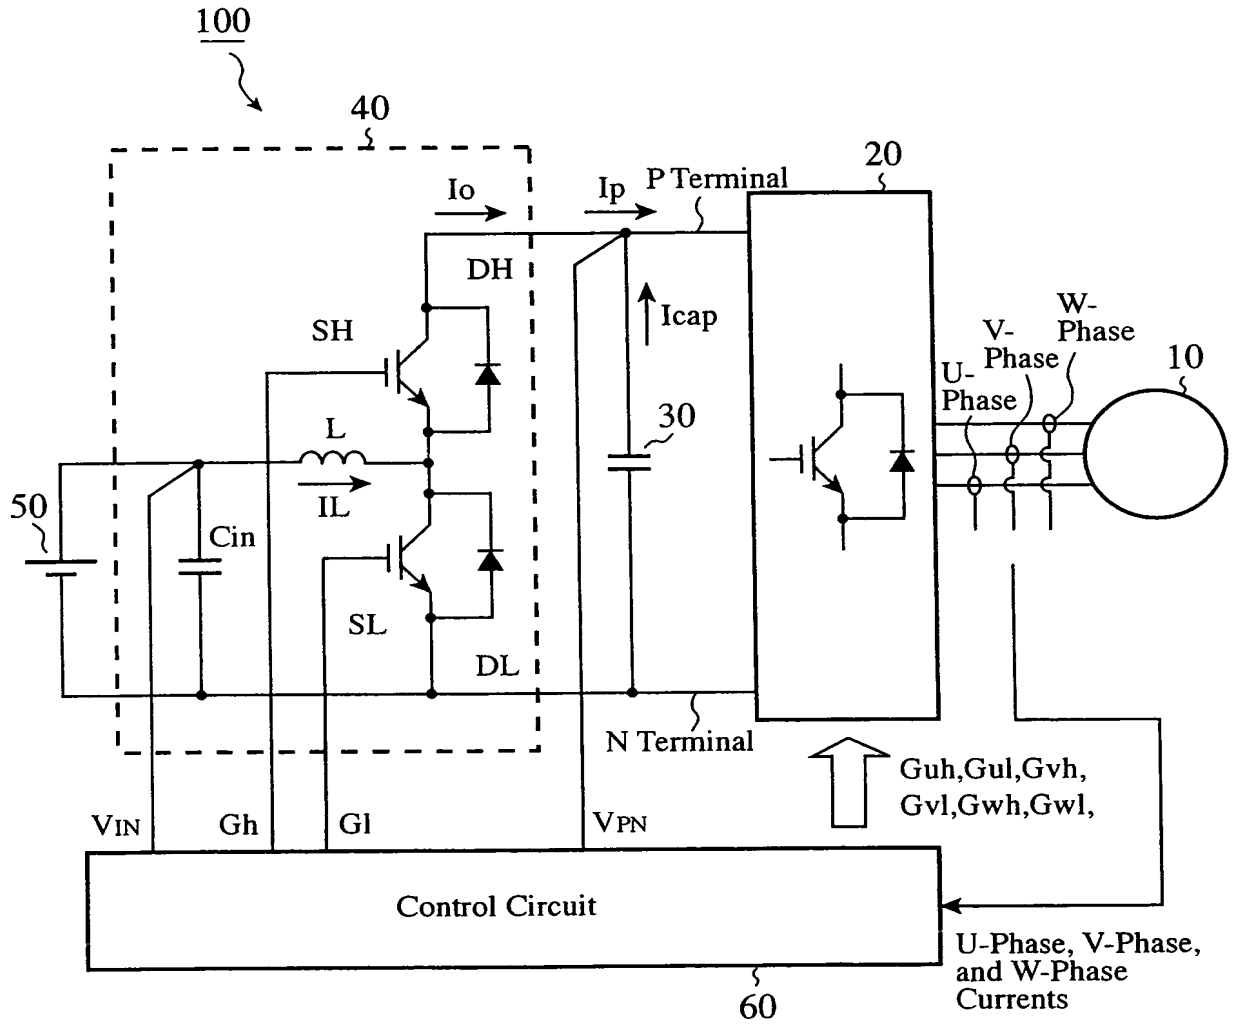 100
40
20
Io
Ip
P Terminal
DH
W-
Phase
V-
Phase
SH
Icap
U-
Phase
10
L
30
IL
50
Cin
SL
DL
N Terminal
Guh,Gul,Gvh,
Gvl,Gwh,Gwl,
VIN
Gh
Gl
VPN
Control Circuit
U-Phase, V-Phase,
and W-Phase
Currents
60